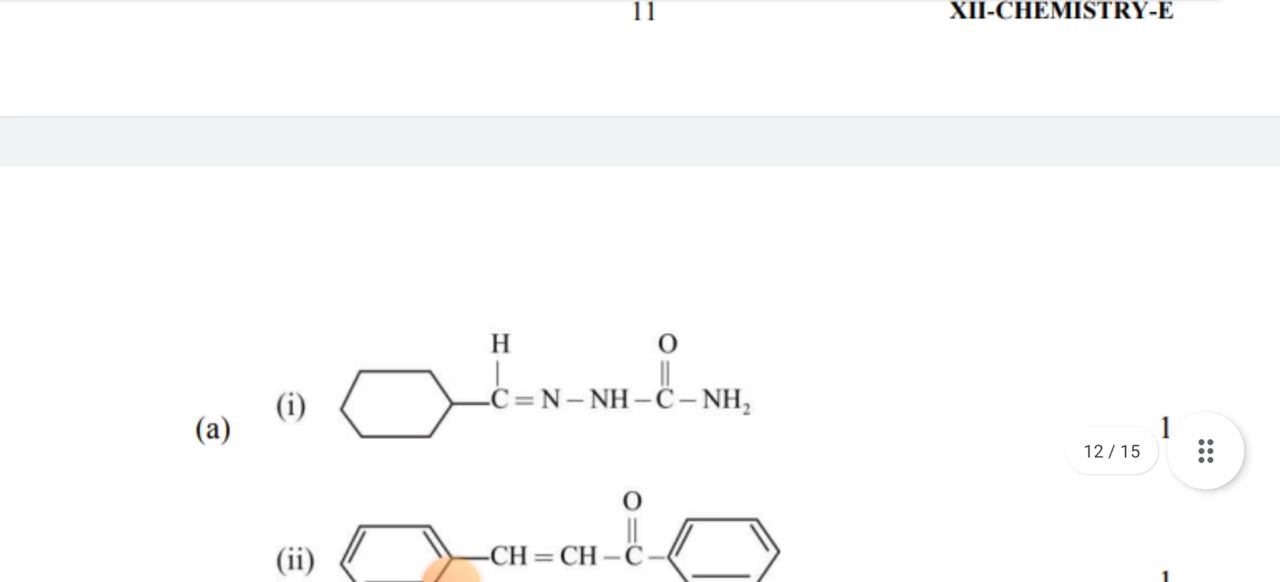 11 XII-CHEMISTRY-E
H O
(i) C = N – NH – C – NH₂
(a) 1
12 / 15
O
(ii) CH = CH – C –
1